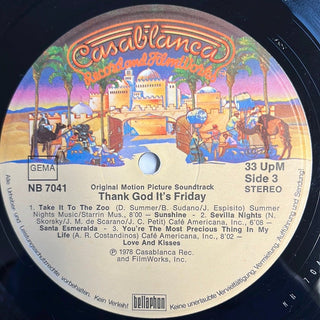 Casablanca
Record and FilmWorks
GEMA
NB 7041
33 UpM
Side 3
STEREO
Original Motion Picture Soundtrack
Thank God It's Friday
1. Take It To The Zoo (D. Summer/B. Sudano/J. Espisito) Summer
Nights Music/Starrin Mus., 8'00 – Sunshine - 2. Sevilla Nights (N.
Skorsky/J. M. de Scarano/J. C. Petit) Café Americana, Inc., 6'08 –
Santa Esmeralda - 3. You're The Most Precious Thing In My
Life (A. R. Costandinos) Café Americana, Inc., 8'02 –
Love And Kisses
℗ 1978 Casablanca Rec.
and FilmWorks, Inc.
bellaphon
Alle Urheber- und Leistungsschutzrechte vorbehalten. Kein Verleih! Keine unerlaubte Vervielfältigung, Vermietung, Aufführung und Sendung!